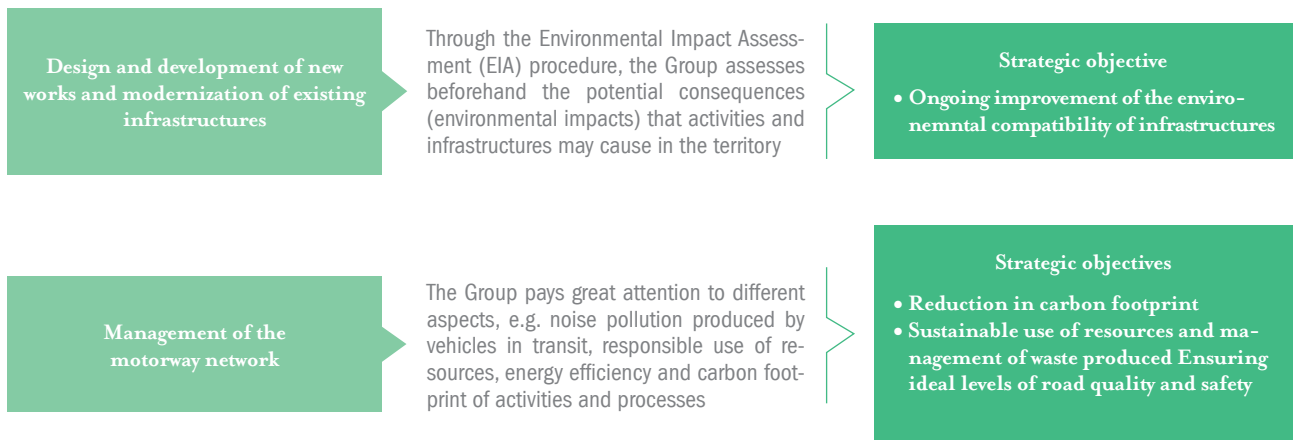 Design and development of new
works and modernization of existing
infrastructures
Through the Environmental Impact Assess-
ment (EIA) procedure, the Group assesses
beforehand the potential consequences
(environmental impacts) that activities and
infrastructures may cause in the territory
Strategic objective
• Ongoing improvement of the enviro-
nemntal compatibility of infrastructures
Management of the
motorway network
The Group pays great attention to different
aspects, e.g. noise pollution produced by
vehicles in transit, responsible use of re-
sources, energy efficiency and carbon foot-
print of activities and processes
Strategic objectives
• Reduction in carbon footprint
• Sustainable use of resources and ma-
nagement of waste produced Ensuring
ideal levels of road quality and safety